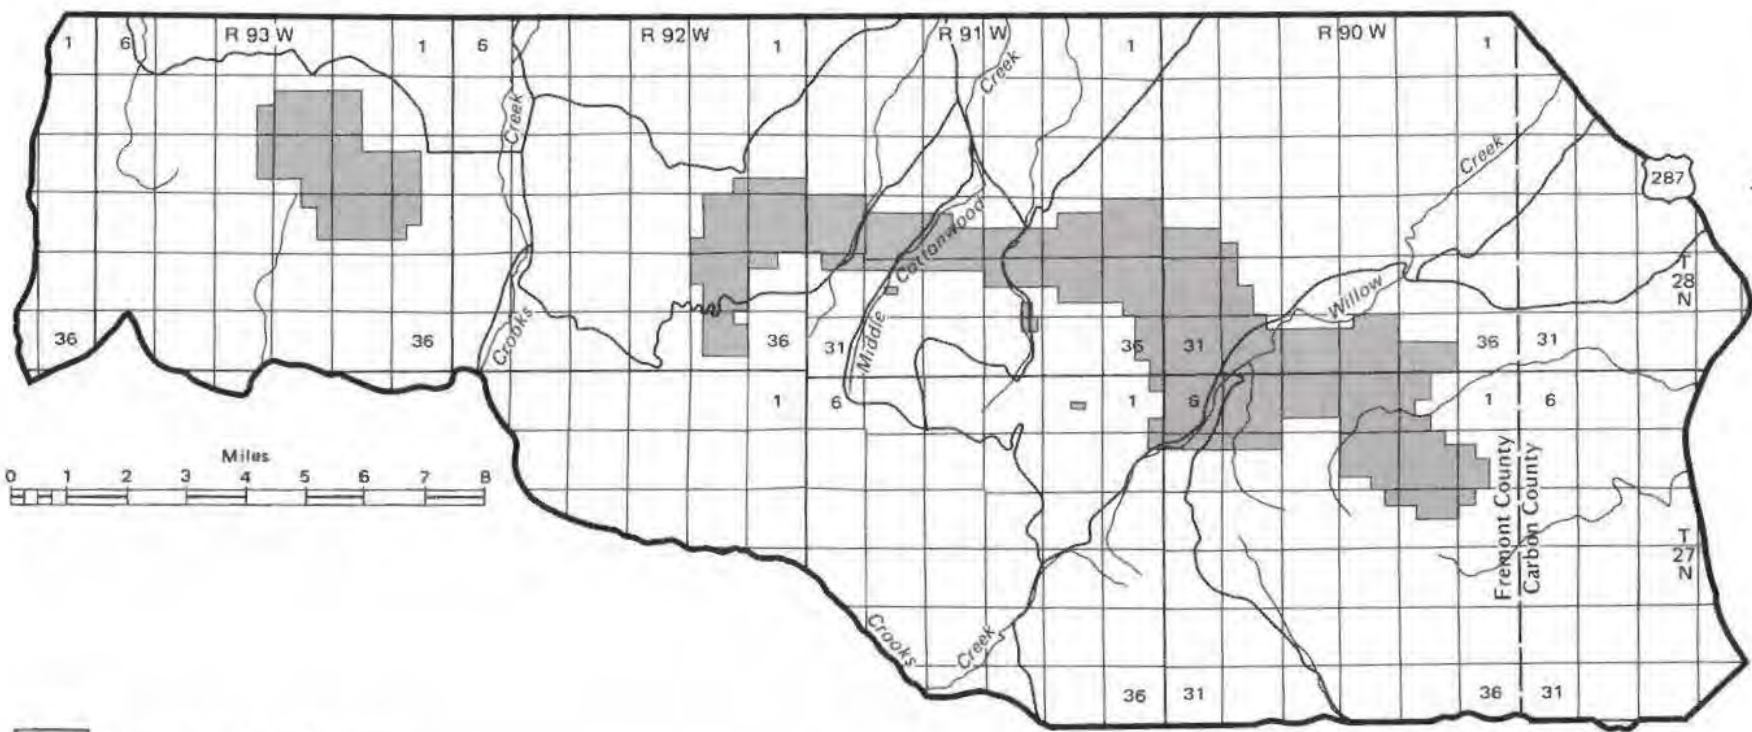 R 93 W
R 92 W
R 91 W
R 90 W
1
6
1
6
1
1
1
Creek
Creek
Creek
287
Cottonwood
T
28
N
Willow
36
36
Crooks
36
31
Middle
36
31
36
31
1
6
1
6
1
6
Miles
0 1 2 3 4 5 6 7 8
Fremont County
Carbon County
T
27
N
Crooks
Creek
36
31
36
31